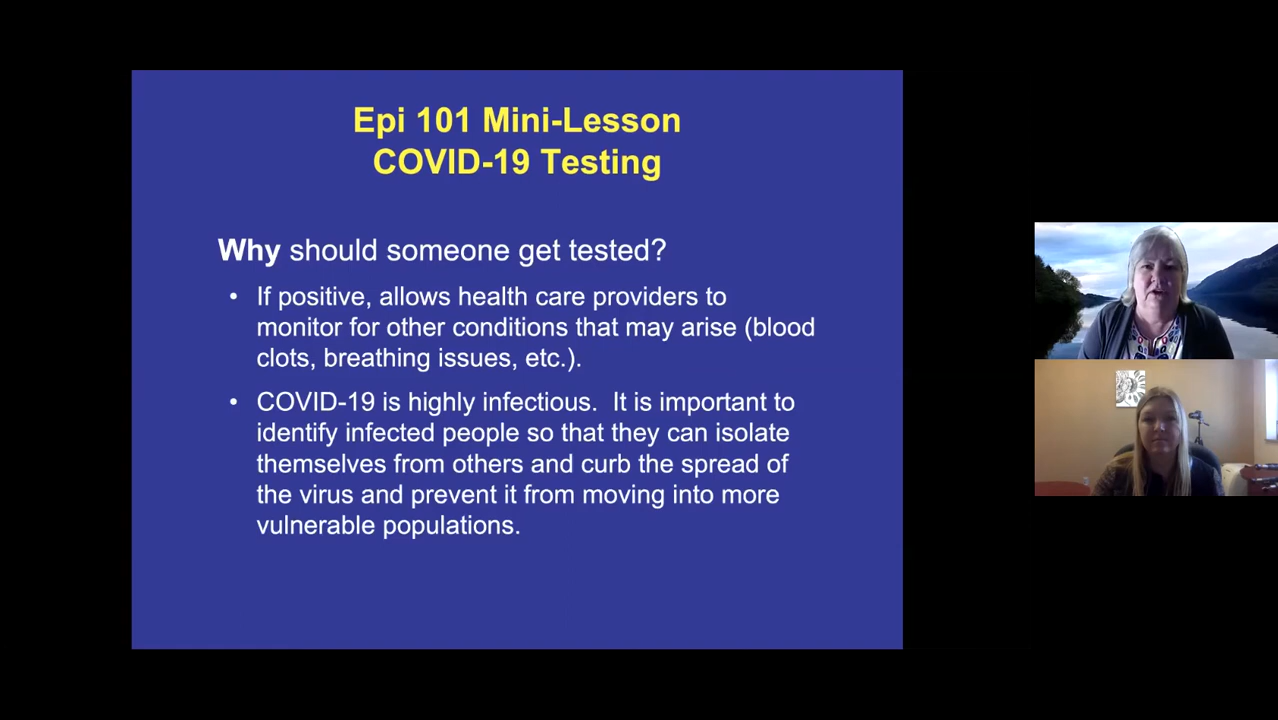 Epi 101 Mini-Lesson
COVID-19 Testing
Why should someone get tested?
• If positive, allows health care providers to
monitor for other conditions that may arise (blood
clots, breathing issues, etc.).
• COVID-19 is highly infectious.  It is important to
identify infected people so that they can isolate
themselves from others and curb the spread of
the virus and prevent it from moving into more
vulnerable populations.